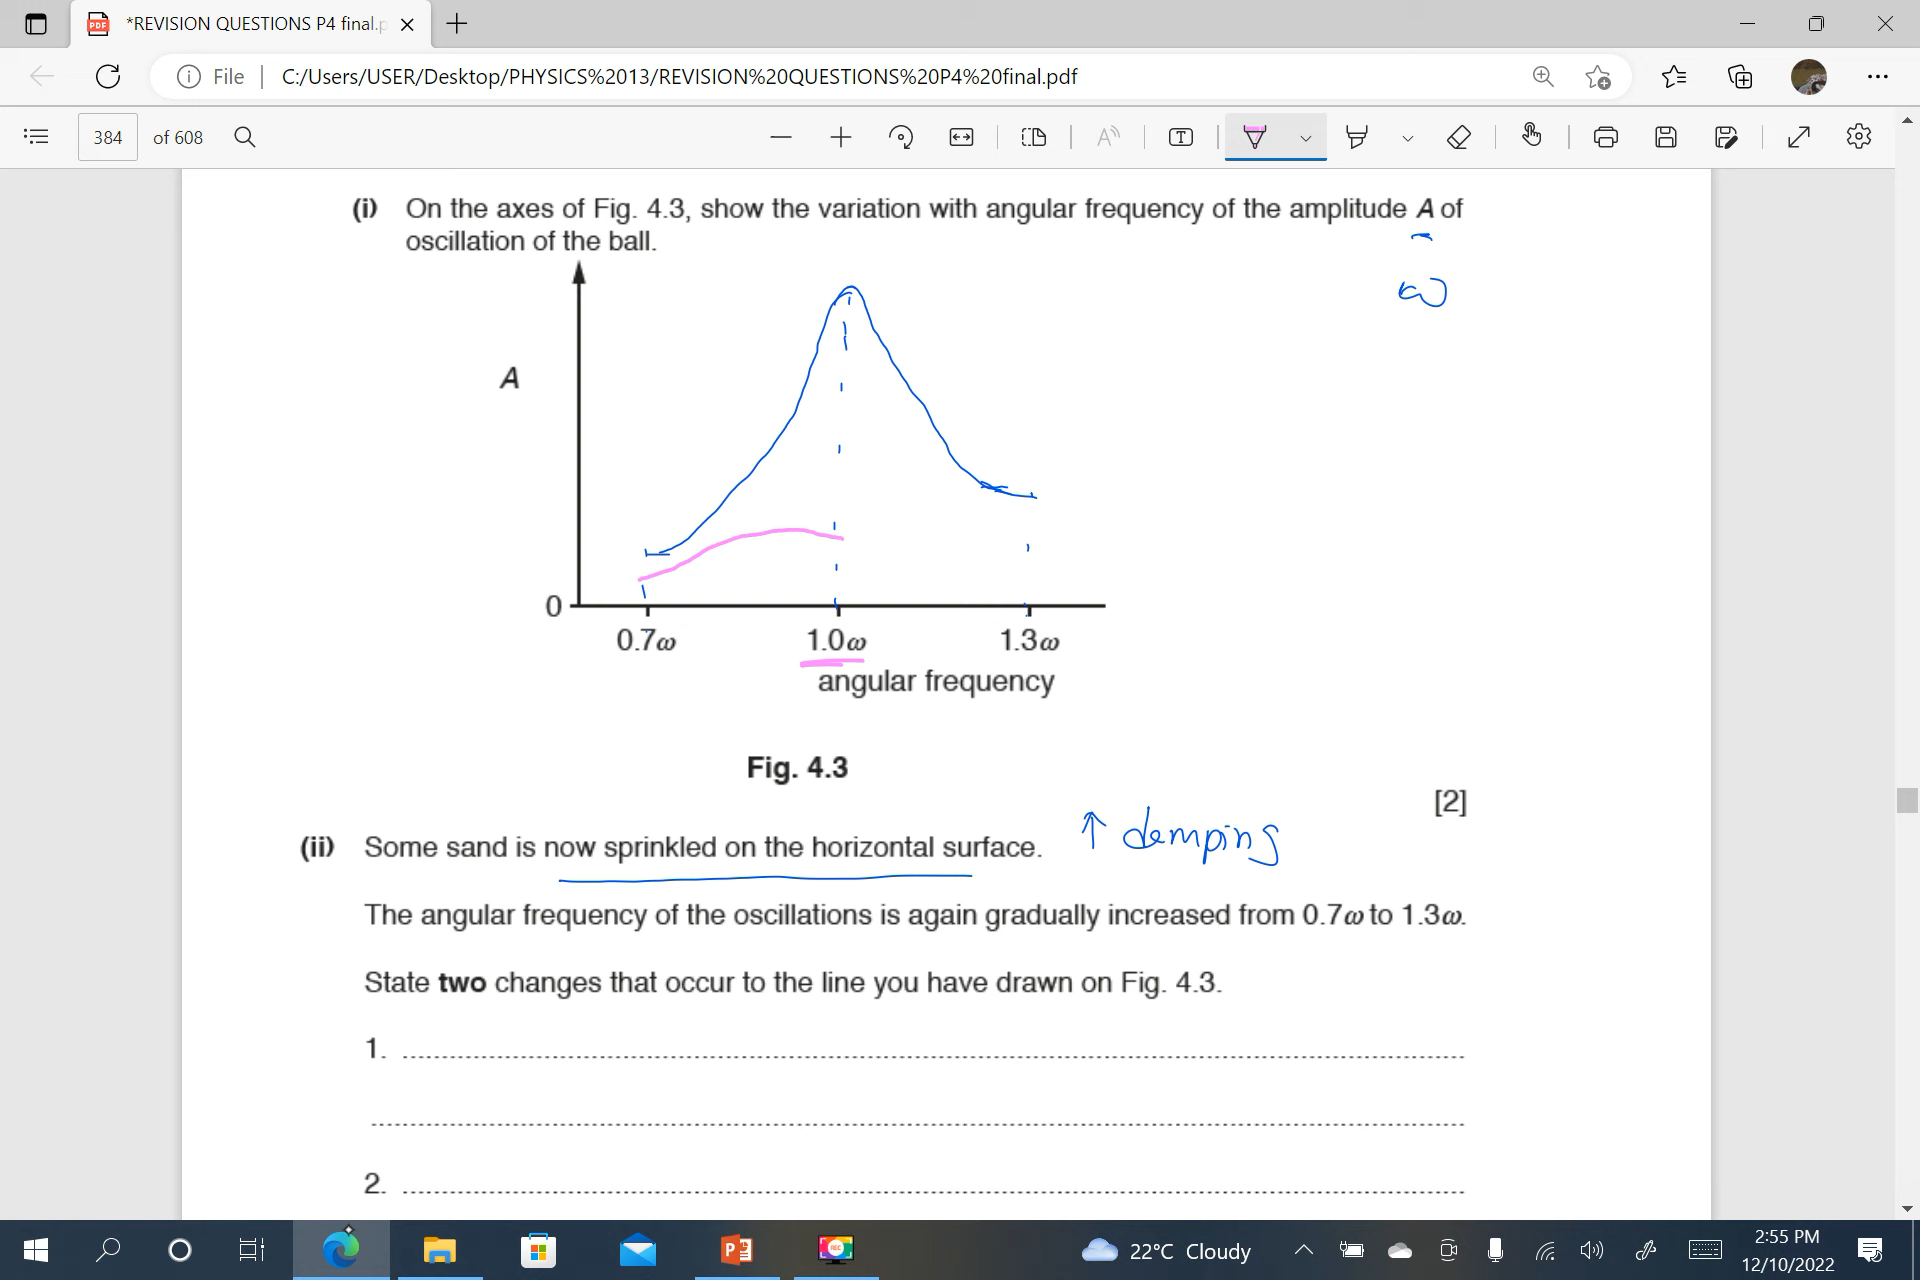 *REVISION QUESTIONS P4 final.p
File
C:/Users/USER/Desktop/PHYSICS%2013/REVISION%20QUESTIONS%20P4%20final.pdf
384 of 608
(i) On the axes of Fig. 4.3, show the variation with angular frequency of the amplitude A of
oscillation of the ball.
ω
A
0
0.7ω 1.0ω 1.3ω
angular frequency
Fig. 4.3
[2]
↑ damping
(ii) Some sand is now sprinkled on the horizontal surface.
The angular frequency of the oscillations is again gradually increased from 0.7ω to 1.3ω.
State two changes that occur to the line you have drawn on Fig. 4.3.
1.
2.
22°C Cloudy
2:55 PM
12/10/2022